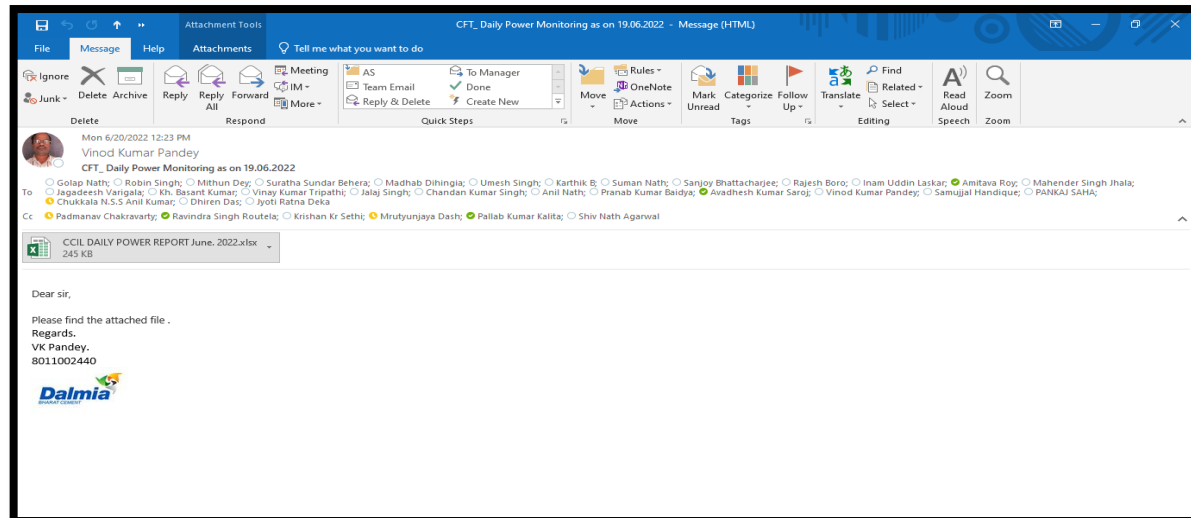 Attachment Tools
CFT_ Daily Power Monitoring as on 19.06.2022 - Message (HTML)
File Message Help Attachments Tell me what you want to do
Ignore
Junk
Delete Archive
Reply Reply All Forward
Meeting
IM
More
AS
Team Email
Reply & Delete
To Manager
Done
Create New
Move
Rules
OneNote
Actions
Mark Unread
Categorize
Follow Up
Translate
Find
Related
Select
Read Aloud
Zoom
Delete Respond Quick Steps Move Tags Editing Speech Zoom
Mon 6/20/2022 12:23 PM
Vinod Kumar Pandey
CFT_ Daily Power Monitoring as on 19.06.2022
Golap Nath; Robin Singh; Mithun Dey; Suratha Sundar Behera; Madhab Dihingia; Umesh Singh; Karthik B; Suman Nath; Sanjoy Bhattacharjee; Rajesh Boro; Inam Uddin Laskar; Amitava Roy; Mahender Singh Jhala;
To Jagadeesh Varigala; Kh. Basant Kumar; Vinay Kumar Tripathi; Jalaj Singh; Chandan Kumar Singh; Anil Nath; Pranab Kumar Baidya; Avadhesh Kumar Saroj; Vinod Kumar Pandey; Samujjal Handique; PANKAJ SAHA;
Chukkala N.S.S Anil Kumar; Dhiren Das; Jyoti Ratna Deka
Cc Padmanav Chakravarty; Ravindra Singh Routela; Krishan Kr Sethi; Mrutyunjaya Dash; Pallab Kumar Kalita; Shiv Nath Agarwal
CCIL DAILY POWER REPORT June. 2022.xlsx
245 KB
Dear sir,
Please find the attached file .
Regards.
VK Pandey.
8011002440
Dalmia
BHARAT CEMENT